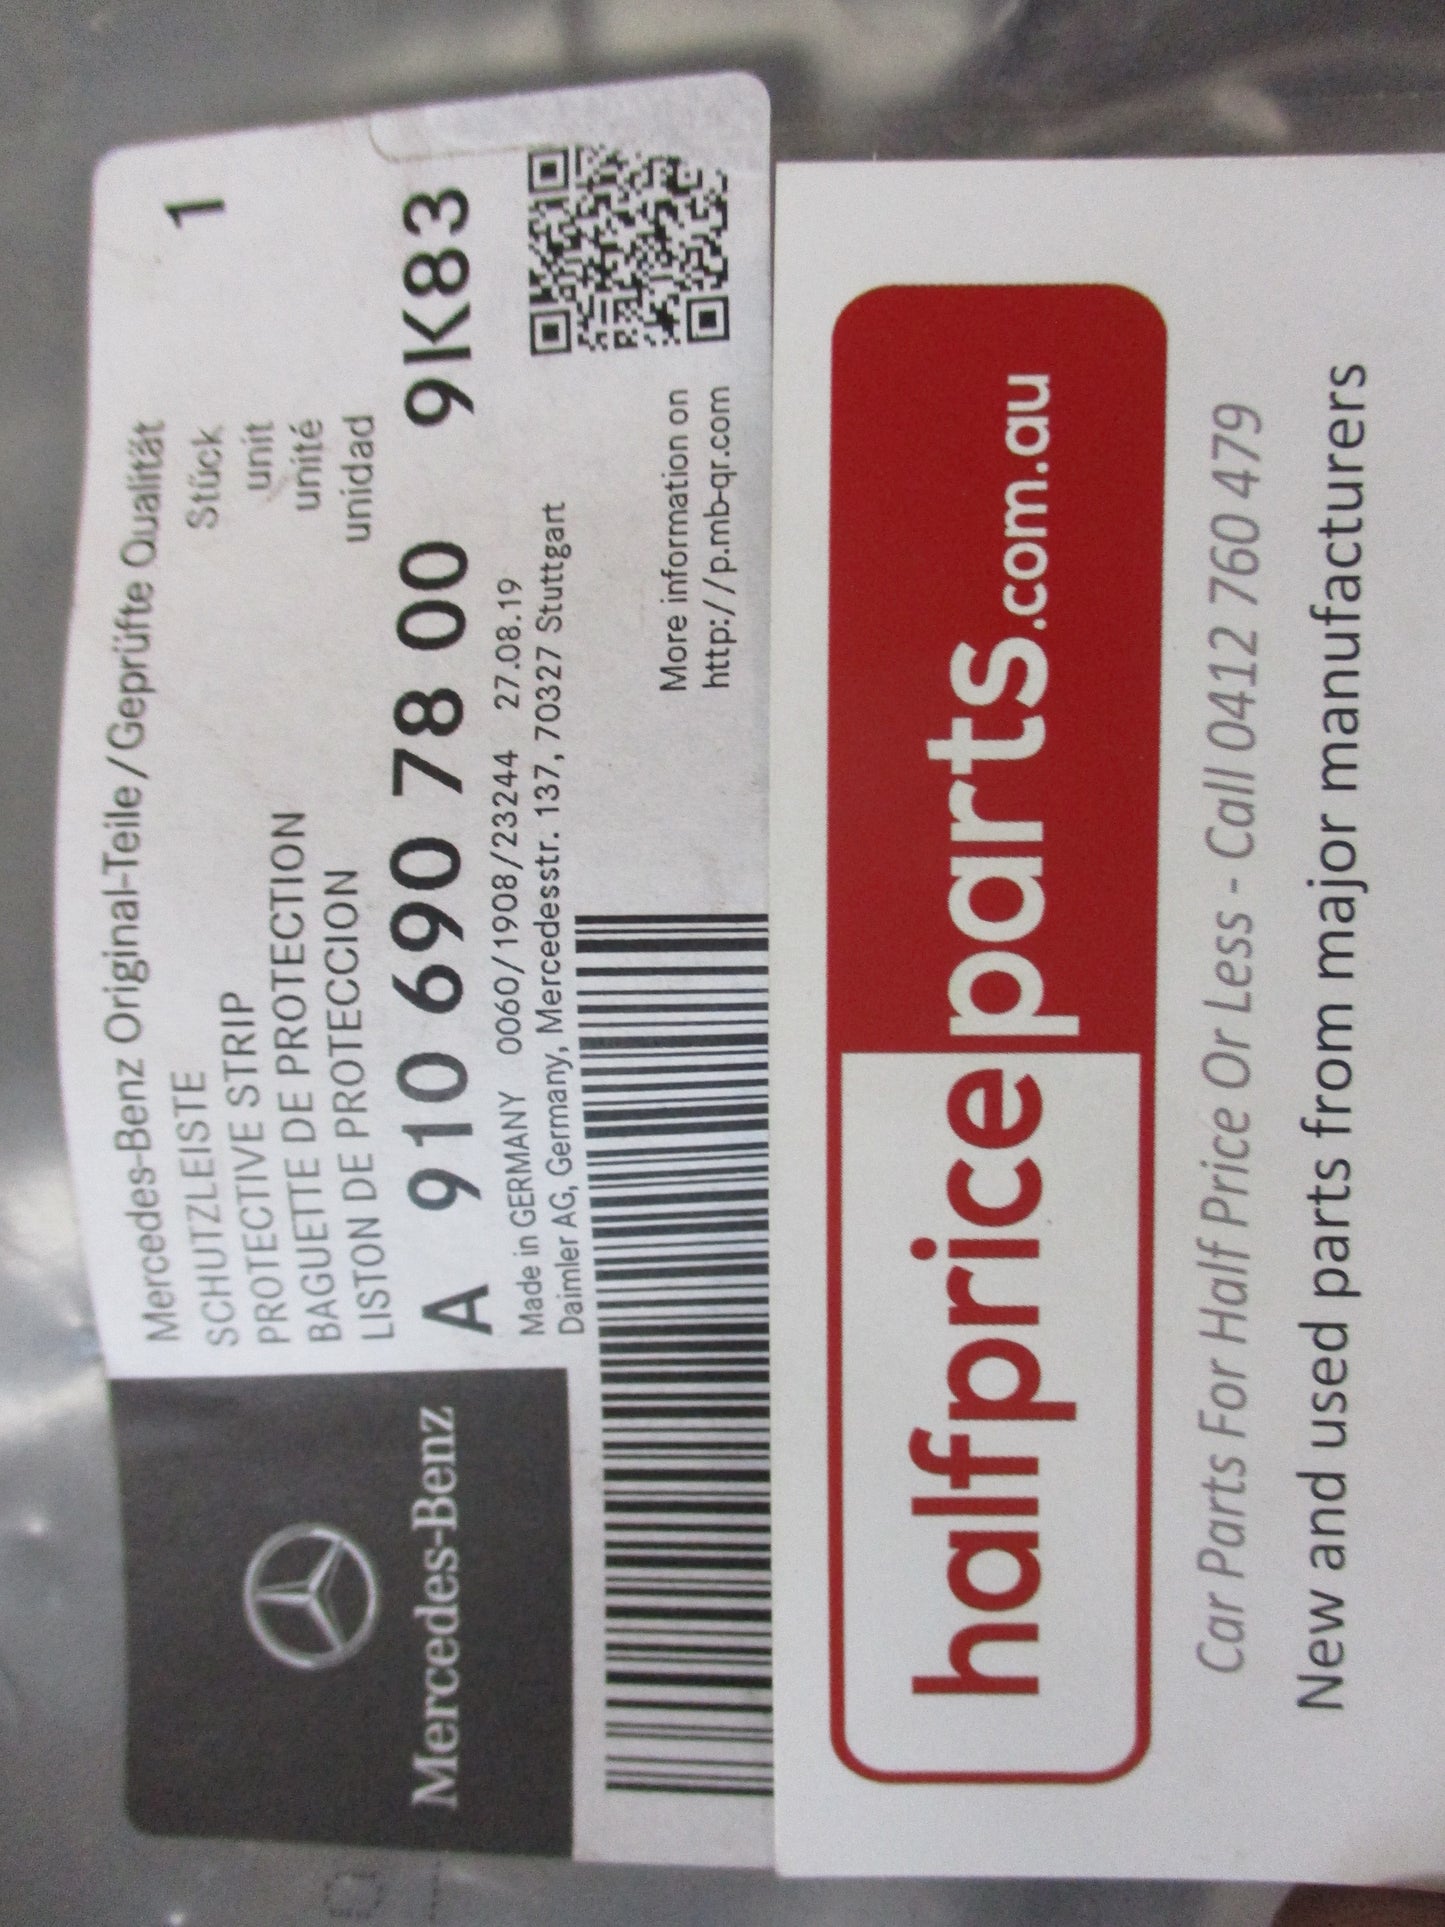 Mercedes-Benz
Mercedes-Benz Original-Teile/Geprüfte Qualität
SCHUTZLEISTE Stück 1
PROTECTIVE STRIP unit
BAGUETTE DE PROTECTION unité
LISTON DE PROTECCION unidad
A 910 690 78 00 9K83
Made in GERMANY 0060/1908/23244 27.08.19
Daimler AG, Germany, Mercedesstr. 137, 70327 Stuttgart
More information on
http://p.mb-qr.com
halfpriceparts.com.au
Car Parts For Half Price Or Less - Call 0412 760 479
New and used parts from major manufacturers